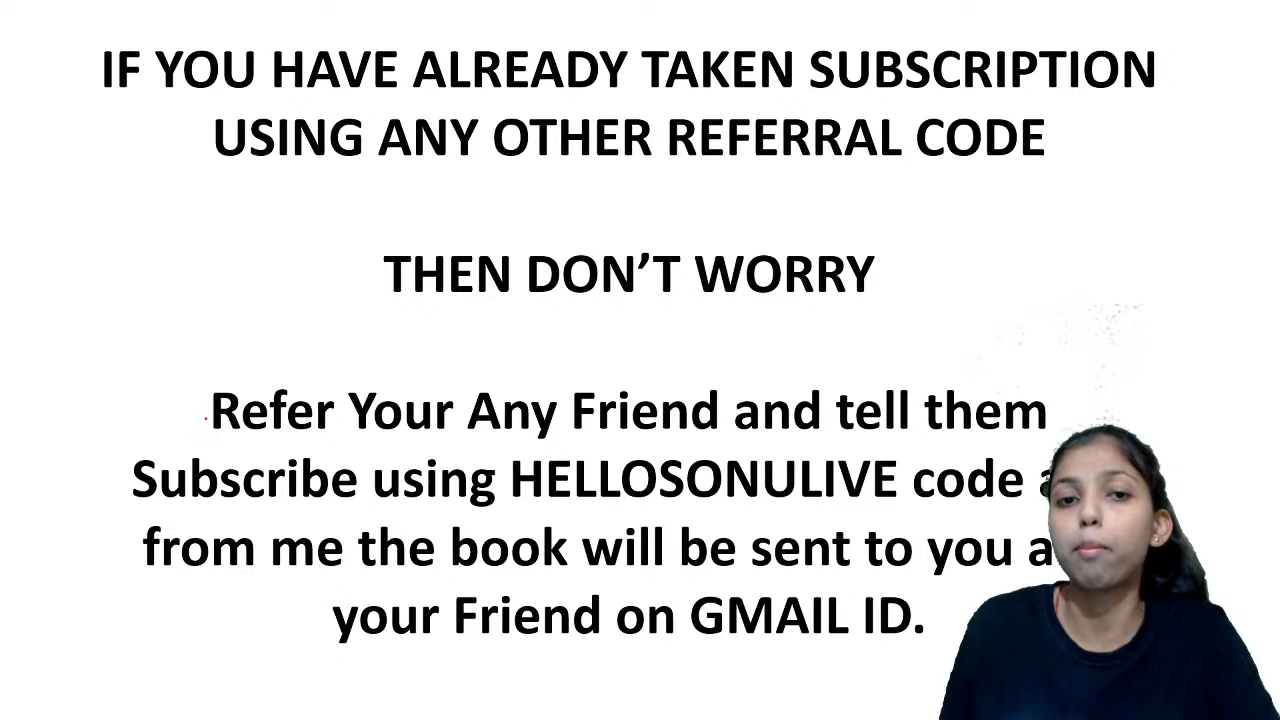 IF YOU HAVE ALREADY TAKEN SUBSCRIPTION
USING ANY OTHER REFERRAL CODE
THEN DON’T WORRY
Refer Your Any Friend and tell them
Subscribe using HELLOSONULIVE code
from me the book will be sent to you
your Friend on GMAIL ID.